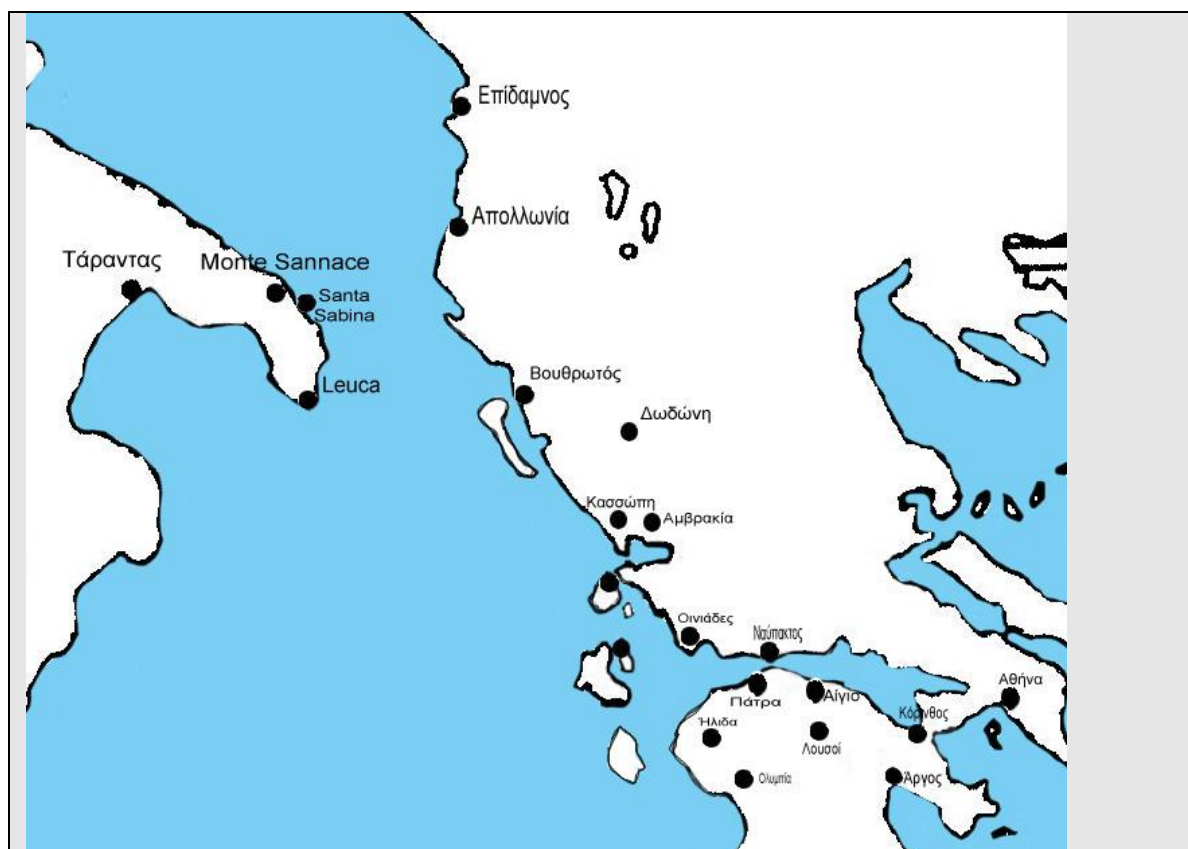 Επίδαμνος
Απολλωνία
Τάραντας
Monte Sannace
Santa
Sabina
Leuca
Βουθρωτός
Δωδώνη
Κασσώπη
Αμβρακία
Οινιάδες
Ναύπακτος
Αθήνα
Πάτρα
Αίγιο
Κόρινθος
Ήλιδα
Λουσοί
Ολυμπία
Άργος